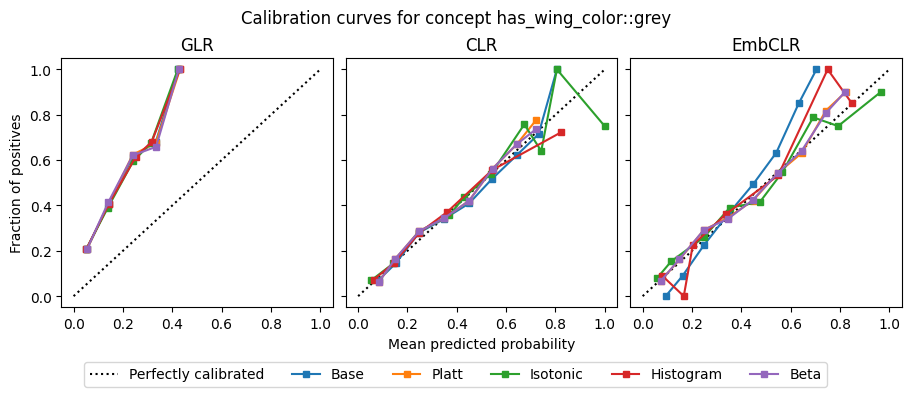 Calibration curves for concept has_wing_color::grey
GLR CLR EmbCLR
Fraction of positives
1.0
0.8
0.6
0.4
0.2
0.0
0.0 0.2 0.4 0.6 0.8 1.0 0.0 0.2 0.4 0.6 0.8 1.0 0.0 0.2 0.4 0.6 0.8 1.0
Mean predicted probability
Perfectly calibrated Base Platt Isotonic Histogram Beta